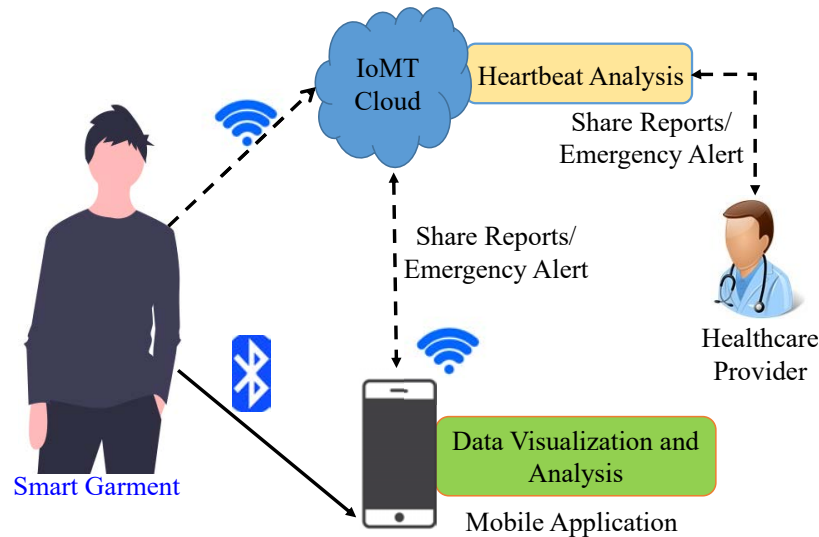 IoMT
Cloud
Heartbeat Analysis
Share Reports/
Emergency Alert
Share Reports/
Emergency Alert
Healthcare
Provider
Data Visualization and
Analysis
Smart Garment
Mobile Application